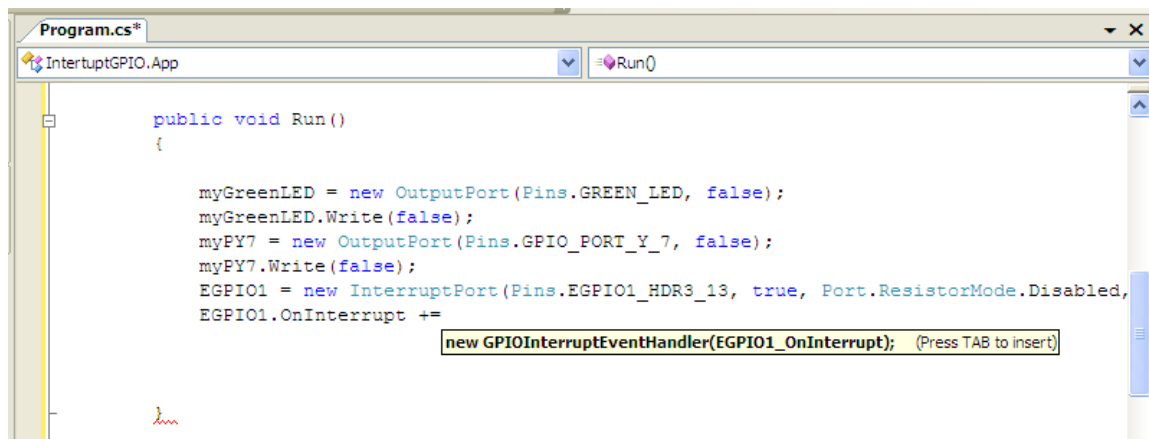 Program.cs*
IntertuptGPIO.App
Run()
public void Run()
{
myGreenLED = new OutputPort(Pins.GREEN_LED, false);
myGreenLED.Write(false);
myPY7 = new OutputPort(Pins.GPIO_PORT_Y_7, false);
myPY7.Write(false);
EGPIO1 = new InterruptPort(Pins.EGPIO1_HDR3_13, true, Port.ResistorMode.Disabled,
EGPIO1.OnInterrupt +=
new GPIOInterruptEventHandler(EGPIO1_OnInterrupt); (Press TAB to insert)
}